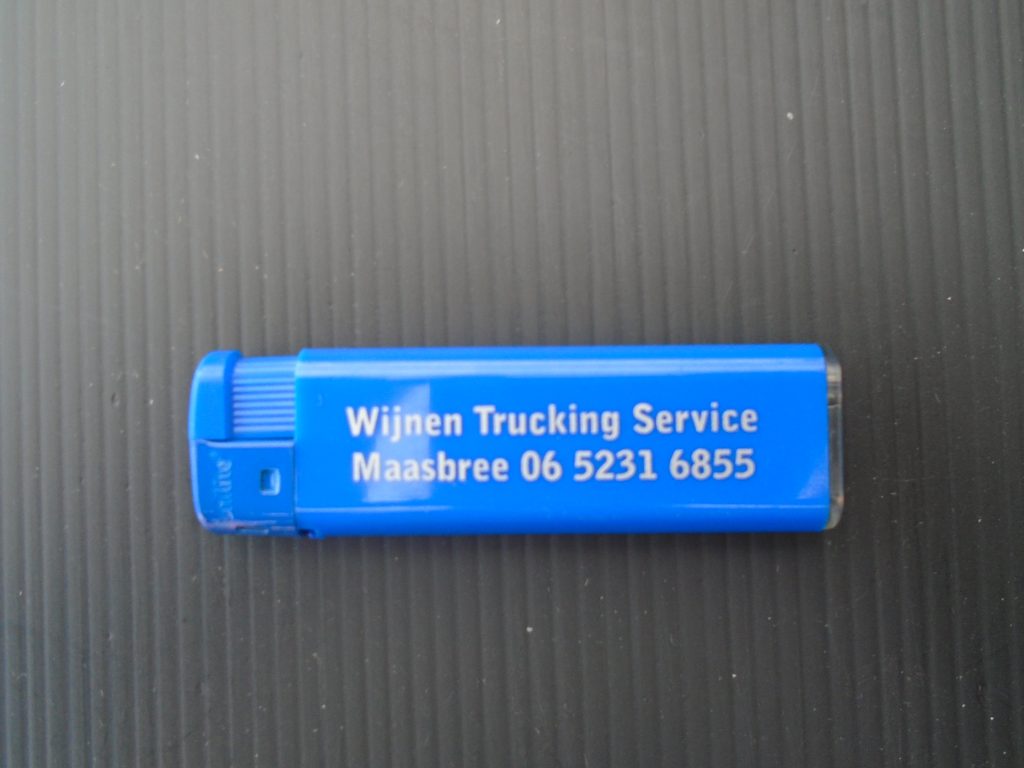 Wijnen Trucking Service
Maasbree 06 5231 6855